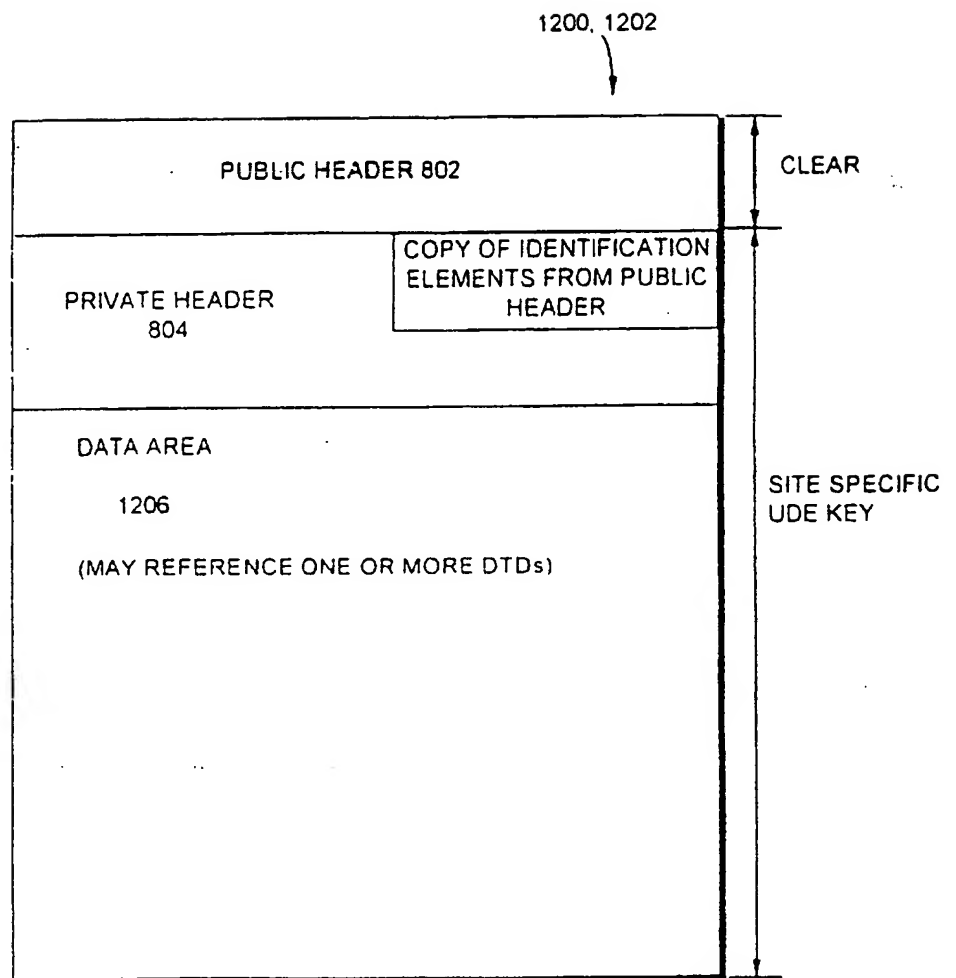 1200, 1202
PUBLIC HEADER 802
CLEAR
COPY OF IDENTIFICATION
ELEMENTS FROM PUBLIC
HEADER
PRIVATE HEADER
804
DATA AREA
1206
(MAY REFERENCE ONE OR MORE DTDs)
SITE SPECIFIC
UDE KEY